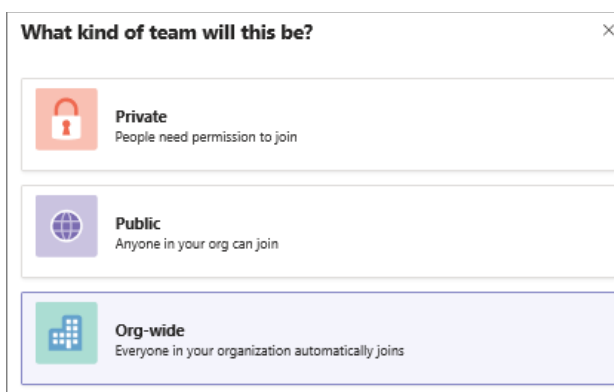 What kind of team will this be?
Private
People need permission to join
Public
Anyone in your org can join
Org-wide
Everyone in your organization automatically joins